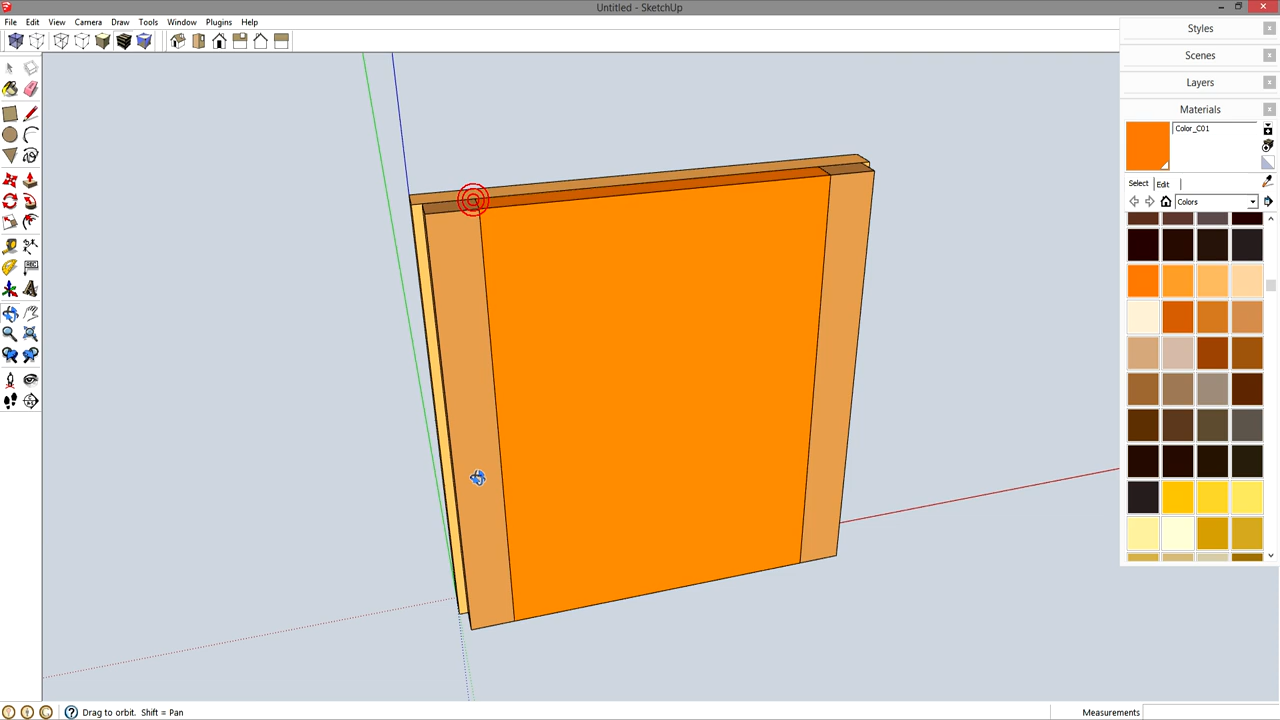 Untitled - SketchUp
File Edit View Camera Draw Tools Window Plugins Help
Styles
Scenes
Layers
Materials
Color_C01
Select Edit
Colors
Drag to orbit. Shift = Pan
Measurements